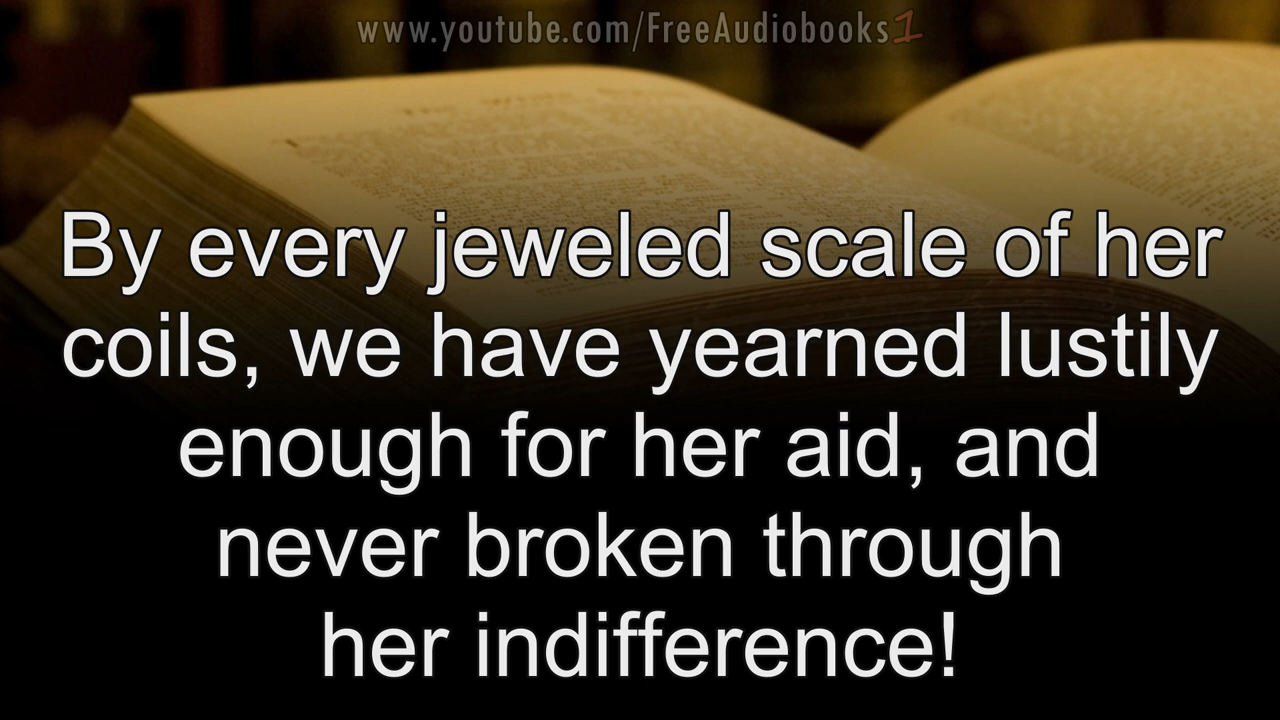 www.youtube.com/FreeAudiobooks1
By every jeweled scale of her
coils, we have yearned lustily
enough for her aid, and
never broken through
her indifference!